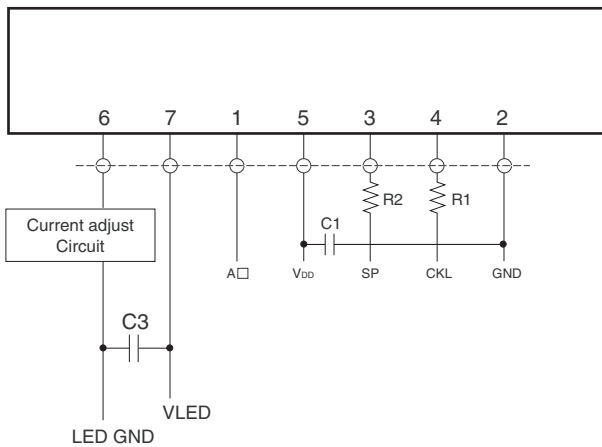 6 7 1 5 3 4 2
R2 R1
C1
Current adjust
Circuit
A□ VDD SP CKL GND
C3
VLED
LED GND